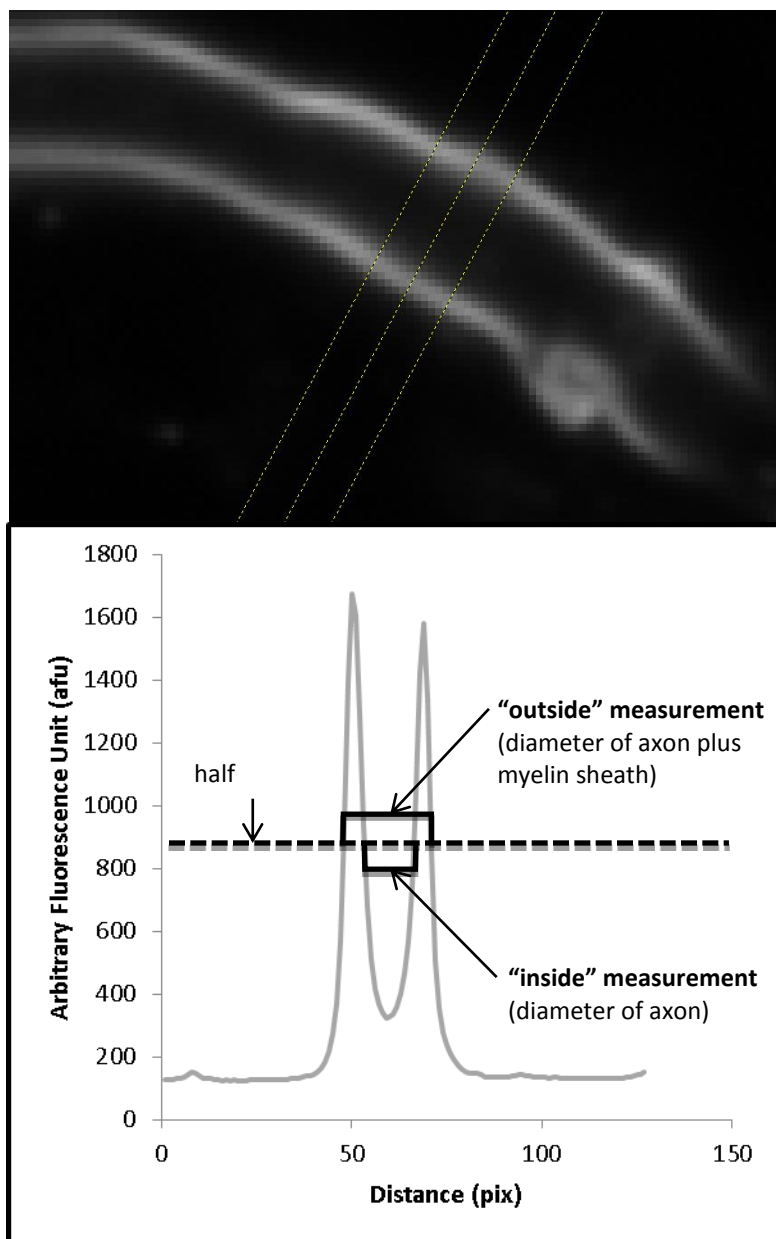 1800
1600
1400
1200
1000
800
600
400
200
0
Arbitrary Fluorescence Unit (afu)
half
“outside” measurement
(diameter of axon plus
myelin sheath)
“inside” measurement
(diameter of axon)
0
50
100
150
Distance (pix)